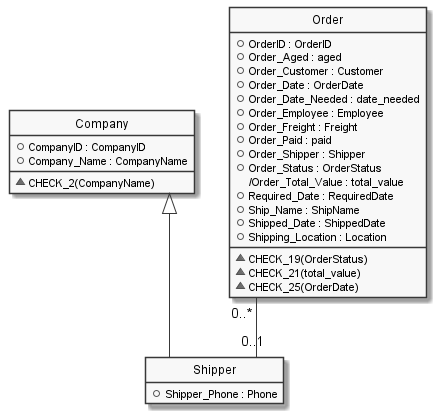 Order
OrderID : OrderID
Order_Aged : aged
Order_Customer : Customer
Order_Date : OrderDate
Order_Date_Needed : date_needed
Order_Employee : Employee
Order_Freight : Freight
Order_Paid : paid
Order_Shipper : Shipper
Order_Status : OrderStatus
/Order_Total_Value : total_value
Required_Date : RequiredDate
Ship_Name : ShipName
Shipped_Date : ShippedDate
Shipping_Location : Location
CHECK_19(OrderStatus)
CHECK_21(total_value)
CHECK_25(OrderDate)
Company
CompanyID : CompanyID
Company_Name : CompanyName
CHECK_2(CompanyName)
0..*
0..1
Shipper
Shipper_Phone : Phone